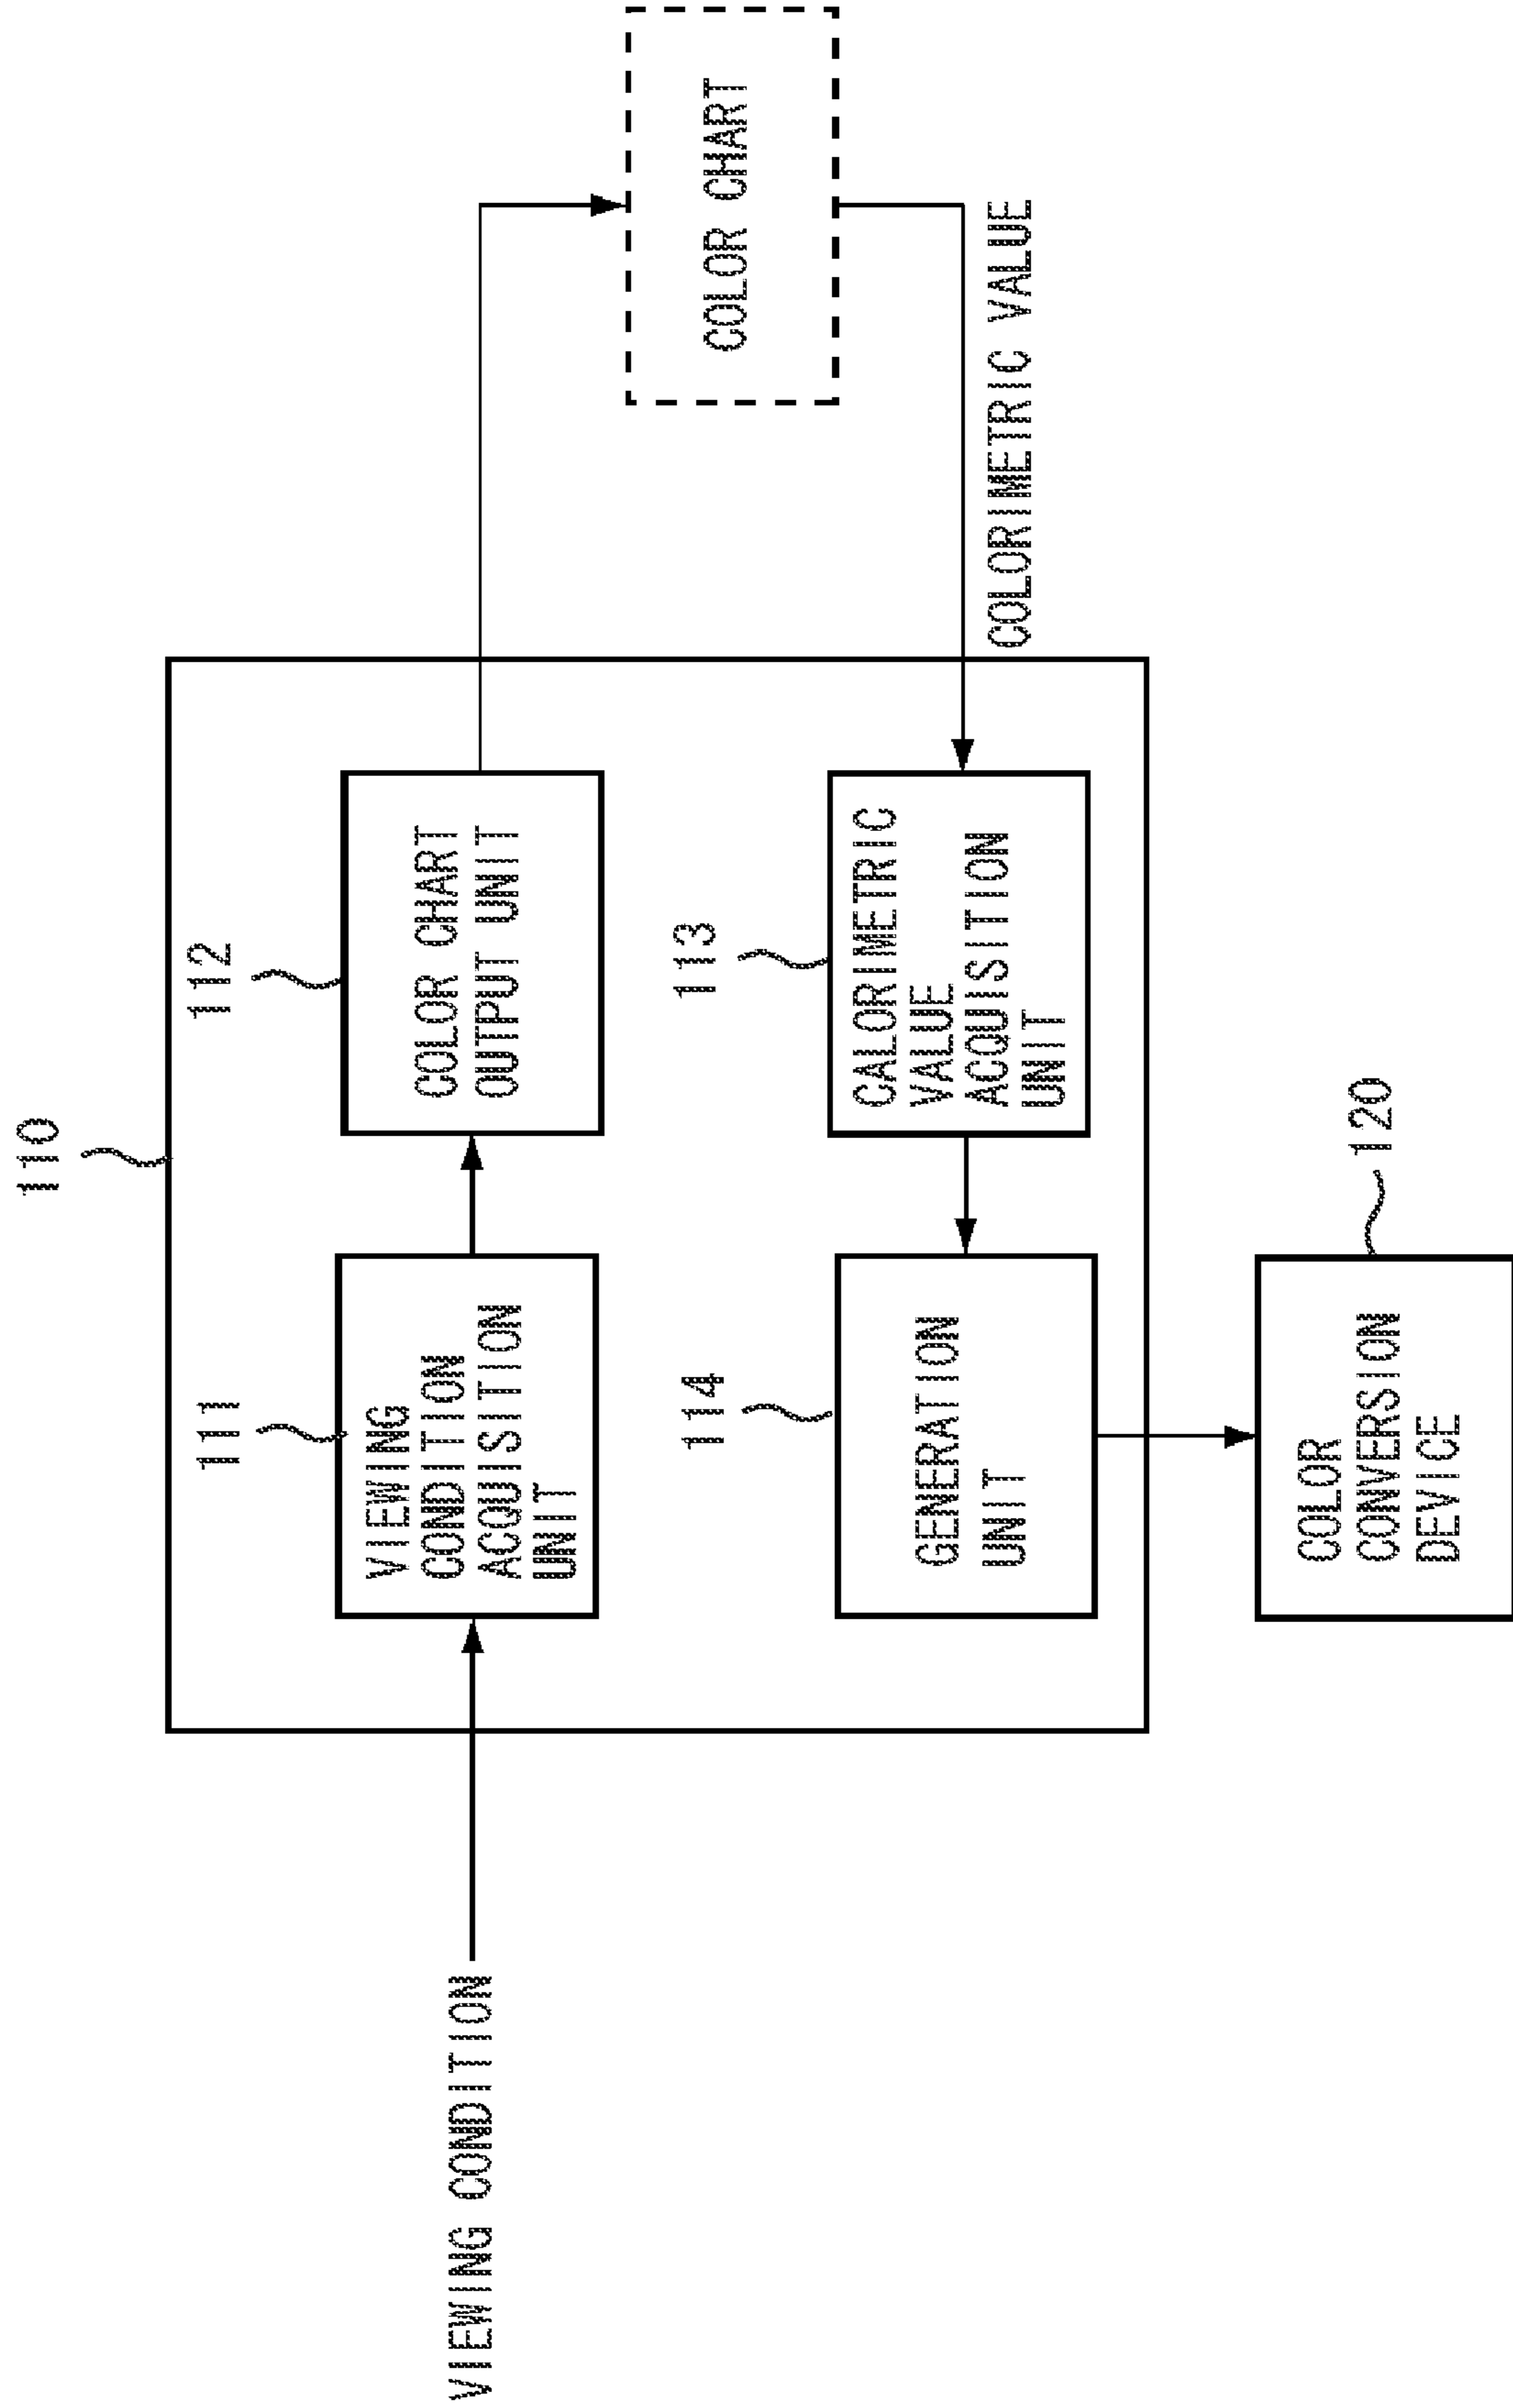 110
111
VIEWING
CONDITION
ACQUISITION
UNIT
112
COLOR CHART
OUTPUT UNIT
VIEWING CONDITION
COLOR CHART
114
GENERATION
UNIT
113
CALORIMETRIC
VALUE
ACQUISITION
UNIT
COLORIMETRIC VALUE
COLOR
CONVERSION
DEVICE
120